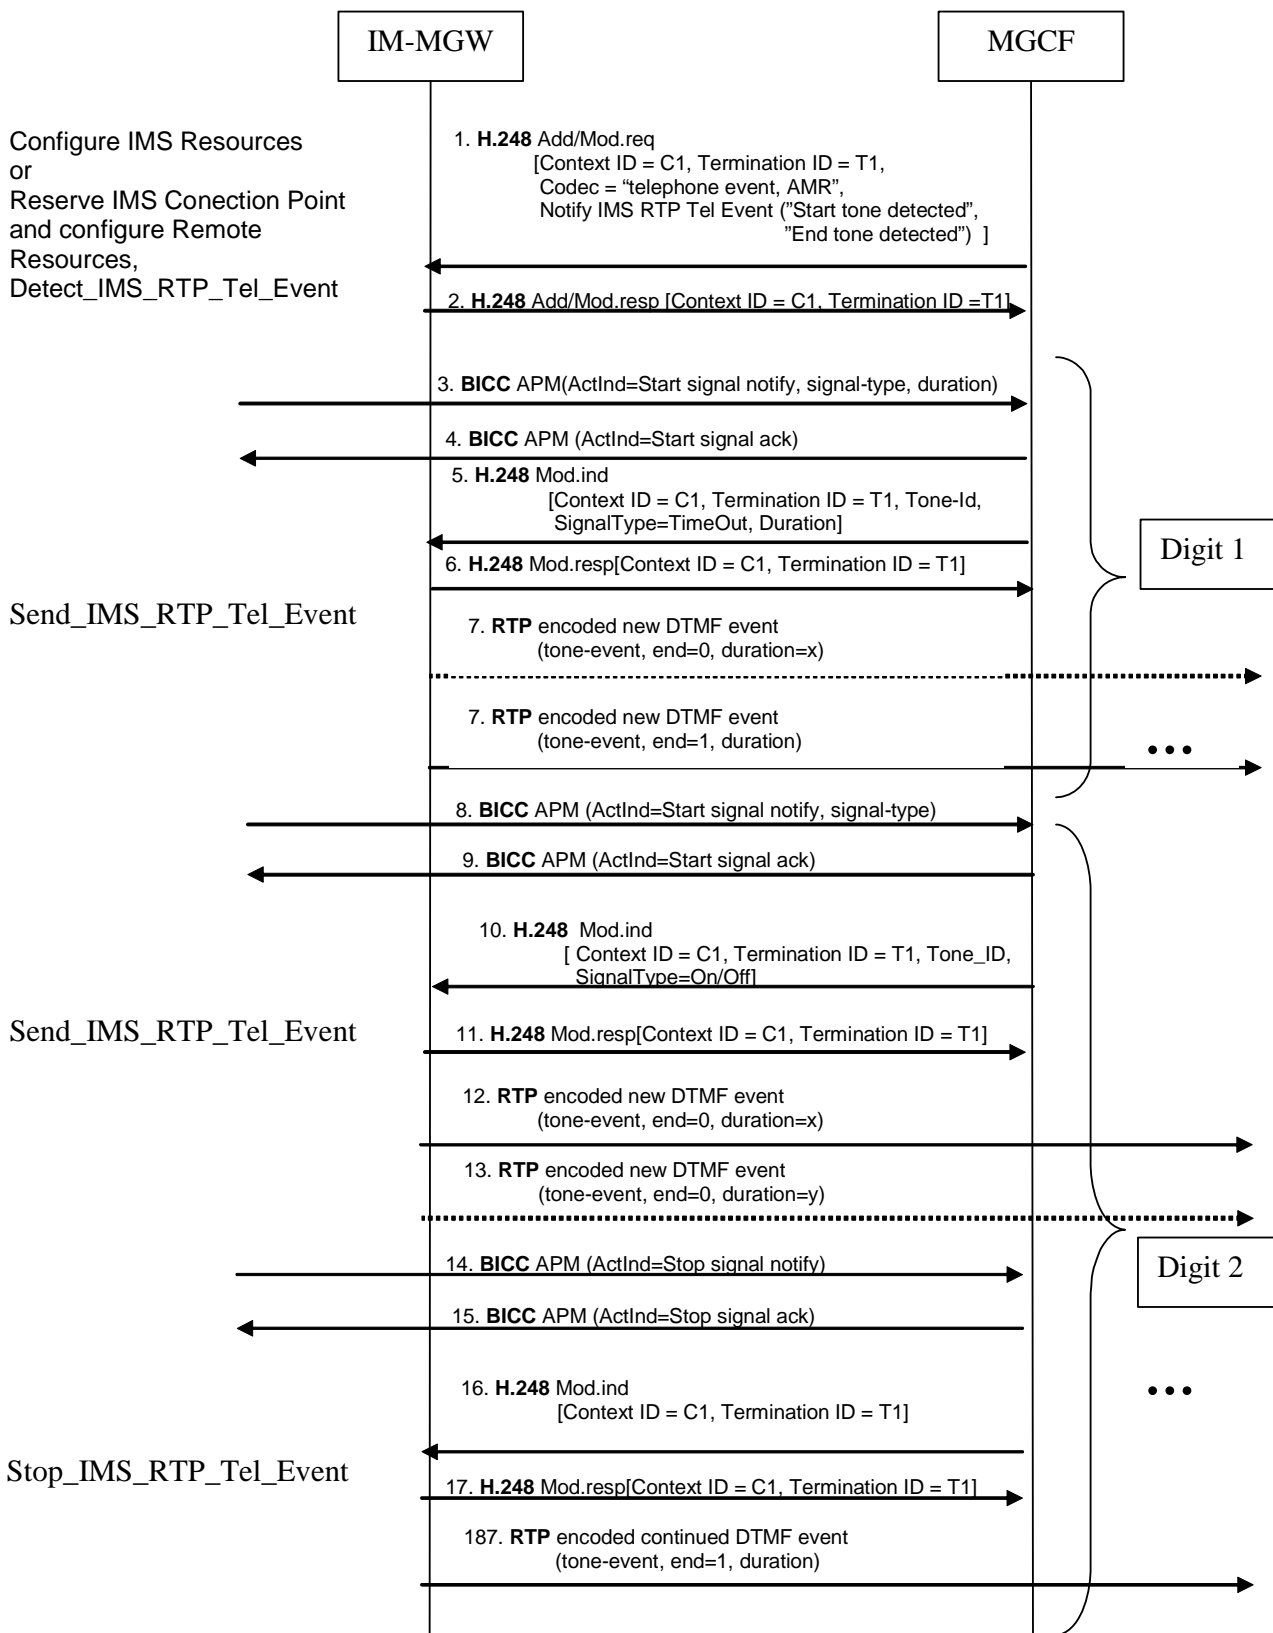 IM-MGW
MGCF
Configure IMS Resources
or
Reserve IMS Conection Point
and configure Remote
Resources,
Detect_IMS_RTP_Tel_Event
1. H.248 Add/Mod.req
[Context ID = C1, Termination ID = T1,
Codec = “telephone event, AMR”,
Notify IMS RTP Tel Event (”Start tone detected”,
”End tone detected”) ]
2. H.248 Add/Mod.resp [Context ID = C1, Termination ID =T1]
3. BICC APM(ActInd=Start signal notify, signal-type, duration)
4. BICC APM (ActInd=Start signal ack)
5. H.248 Mod.ind
[Context ID = C1, Termination ID = T1, Tone-Id,
SignalType=TimeOut, Duration]
Digit 1
6. H.248 Mod.resp[Context ID = C1, Termination ID = T1]
Send_IMS_RTP_Tel_Event
7. RTP encoded new DTMF event
(tone-event, end=0, duration=x)
7. RTP encoded new DTMF event
(tone-event, end=1, duration)
...
8. BICC APM (ActInd=Start signal notify, signal-type)
9. BICC APM (ActInd=Start signal ack)
10. H.248 Mod.ind
[ Context ID = C1, Termination ID = T1, Tone_ID,
SignalType=On/Off]
Send_IMS_RTP_Tel_Event
11. H.248 Mod.resp[Context ID = C1, Termination ID = T1]
12. RTP encoded new DTMF event
(tone-event, end=0, duration=x)
13. RTP encoded new DTMF event
(tone-event, end=0, duration=y)
14. BICC APM (ActInd=Stop signal notify)
Digit 2
15. BICC APM (ActInd=Stop signal ack)
16. H.248 Mod.ind
[Context ID = C1, Termination ID = T1]
...
Stop_IMS_RTP_Tel_Event
17. H.248 Mod.resp[Context ID = C1, Termination ID = T1]
187. RTP encoded continued DTMF event
(tone-event, end=1, duration)